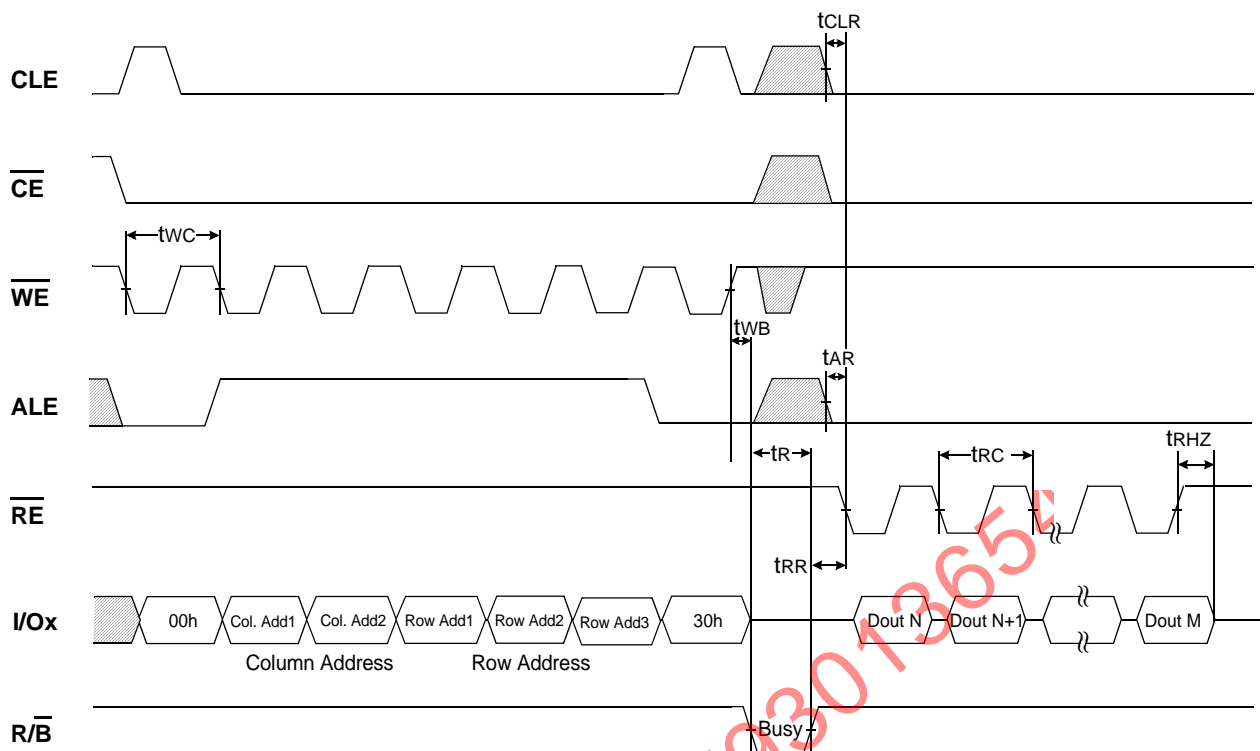 tCLR
CLE
CE
tWC
WE
tWB
tAR
ALE
tR
tRC
tRHZ
RE
tRR
I/Ox
00h
Col. Add1
Col. Add2
Row Add1
Row Add2
Row Add3
30h
Dout N
Dout N+1
Dout M
Column Address
Row Address
R/B
Busy